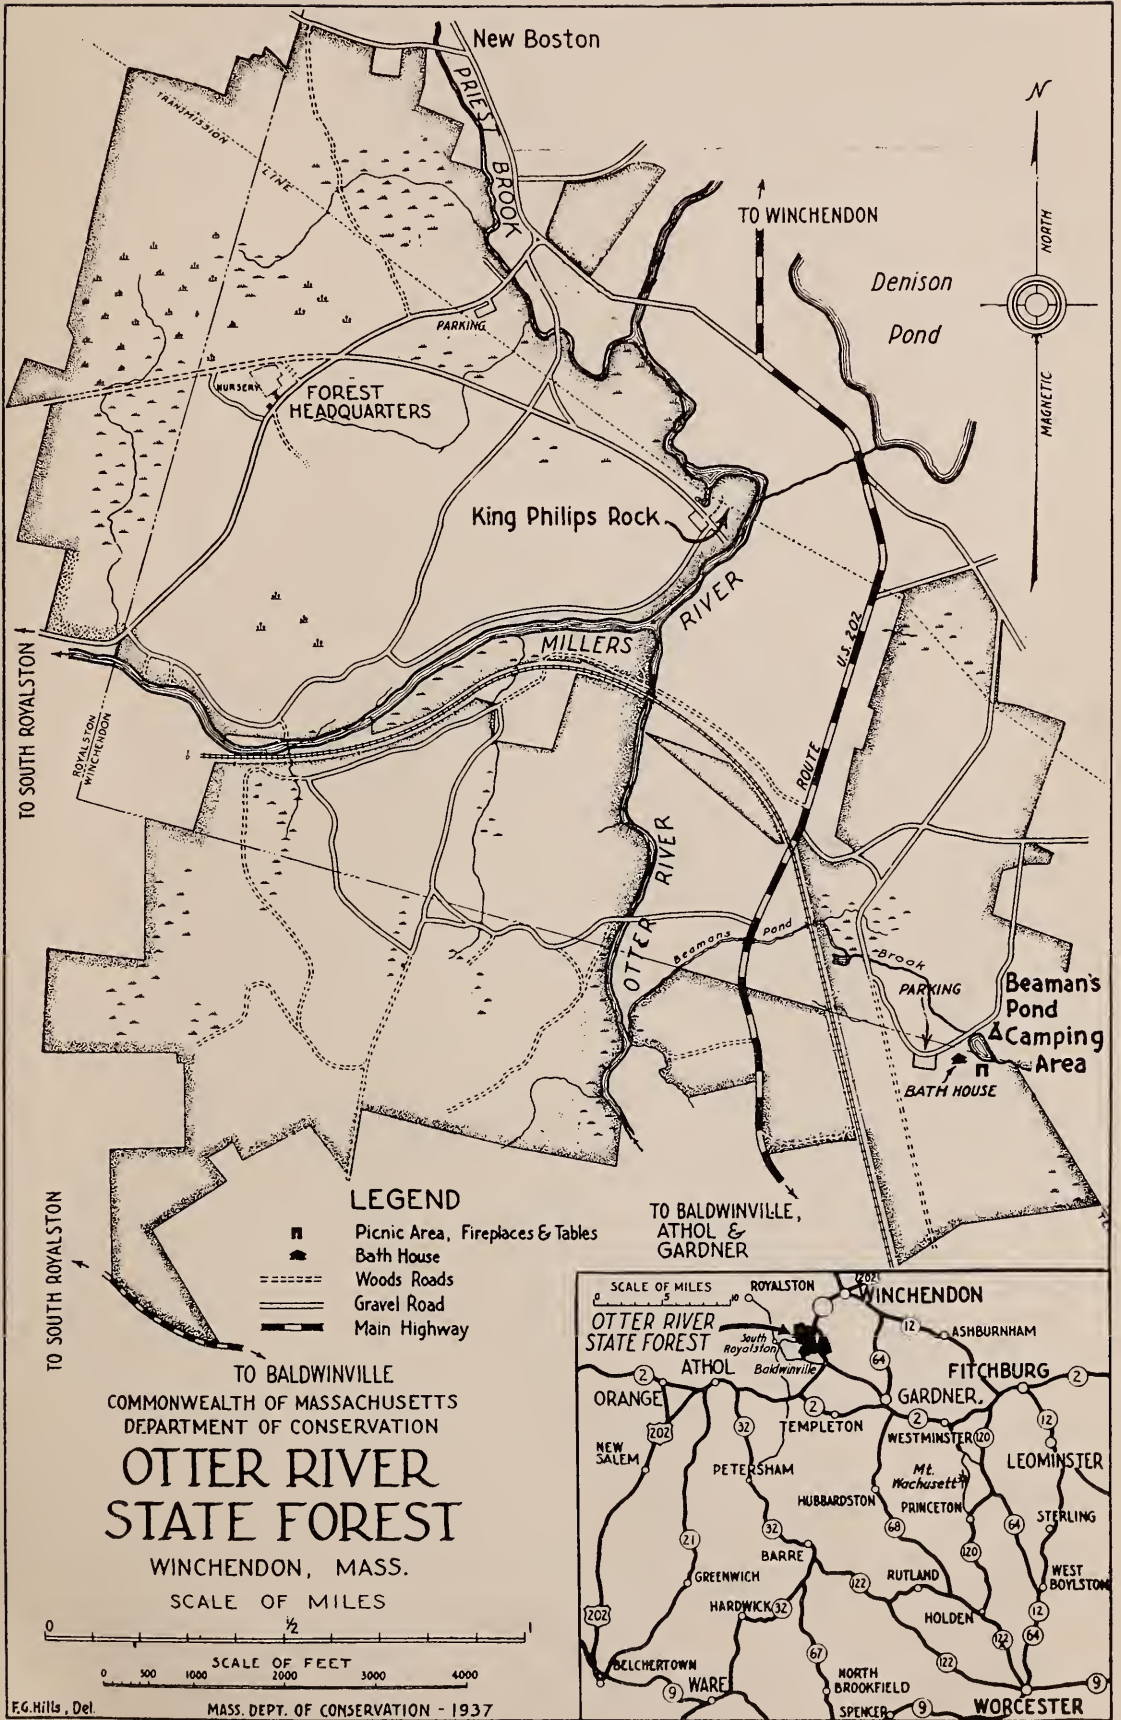 New Boston
PRIEST BROOK
TRANSMISSION LINE
N
NORTH
MAGNETIC
TO WINCHENDON
Denison
Pond
PARKING
NURSERY
FOREST
HEADQUARTERS
King Philips Rock
MILLERS RIVER
U.S. 202
ROUTE
TO SOUTH ROYALSTON
ROYALSTON
WINCHENDON
OTTER RIVER
Beamans Pond Brook
PARKING
Beaman's
Pond
Camping
Area
BATH HOUSE
TO SOUTH ROYALSTON
TO BALDWINVILLE
TO BALDWINVILLE,
ATHOL &
GARDNER
LEGEND
Picnic Area, Fireplaces & Tables
Bath House
Woods Roads
Gravel Road
Main Highway
COMMONWEALTH OF MASSACHUSETTS
DEPARTMENT OF CONSERVATION
OTTER RIVER
STATE FOREST
WINCHENDON, MASS.
SCALE OF MILES
0 ½ 1
SCALE OF FEET
0 500 1000 2000 3000 4000
F.G. Hills, Del.
MASS. DEPT. OF CONSERVATION - 1937
SCALE OF MILES
0 5 10
ROYALSTON
202
WINCHENDON
OTTER RIVER
STATE FOREST
South
Royalston
Baldwinville
12
ASHBURNHAM
64
2
ATHOL
FITCHBURG
2
ORANGE
GARDNER
2
TEMPLETON
2
WESTMINSTER
120
12
202
32
NEW
SALEM
PETERSHAM
Mt.
Wachusett
LEOMINSTER
HUBBARDSTON
PRINCETON
68
64
STERLING
21
32
BARRE
120
GREENWICH
122
RUTLAND
WEST
BOYLSTON
HARDWICK
32
HOLDEN
12
202
64
122
67
122
BELCHERTOWN
NORTH
BROOKFIELD
9
WARE
9
SPENCER
9
WORCESTER